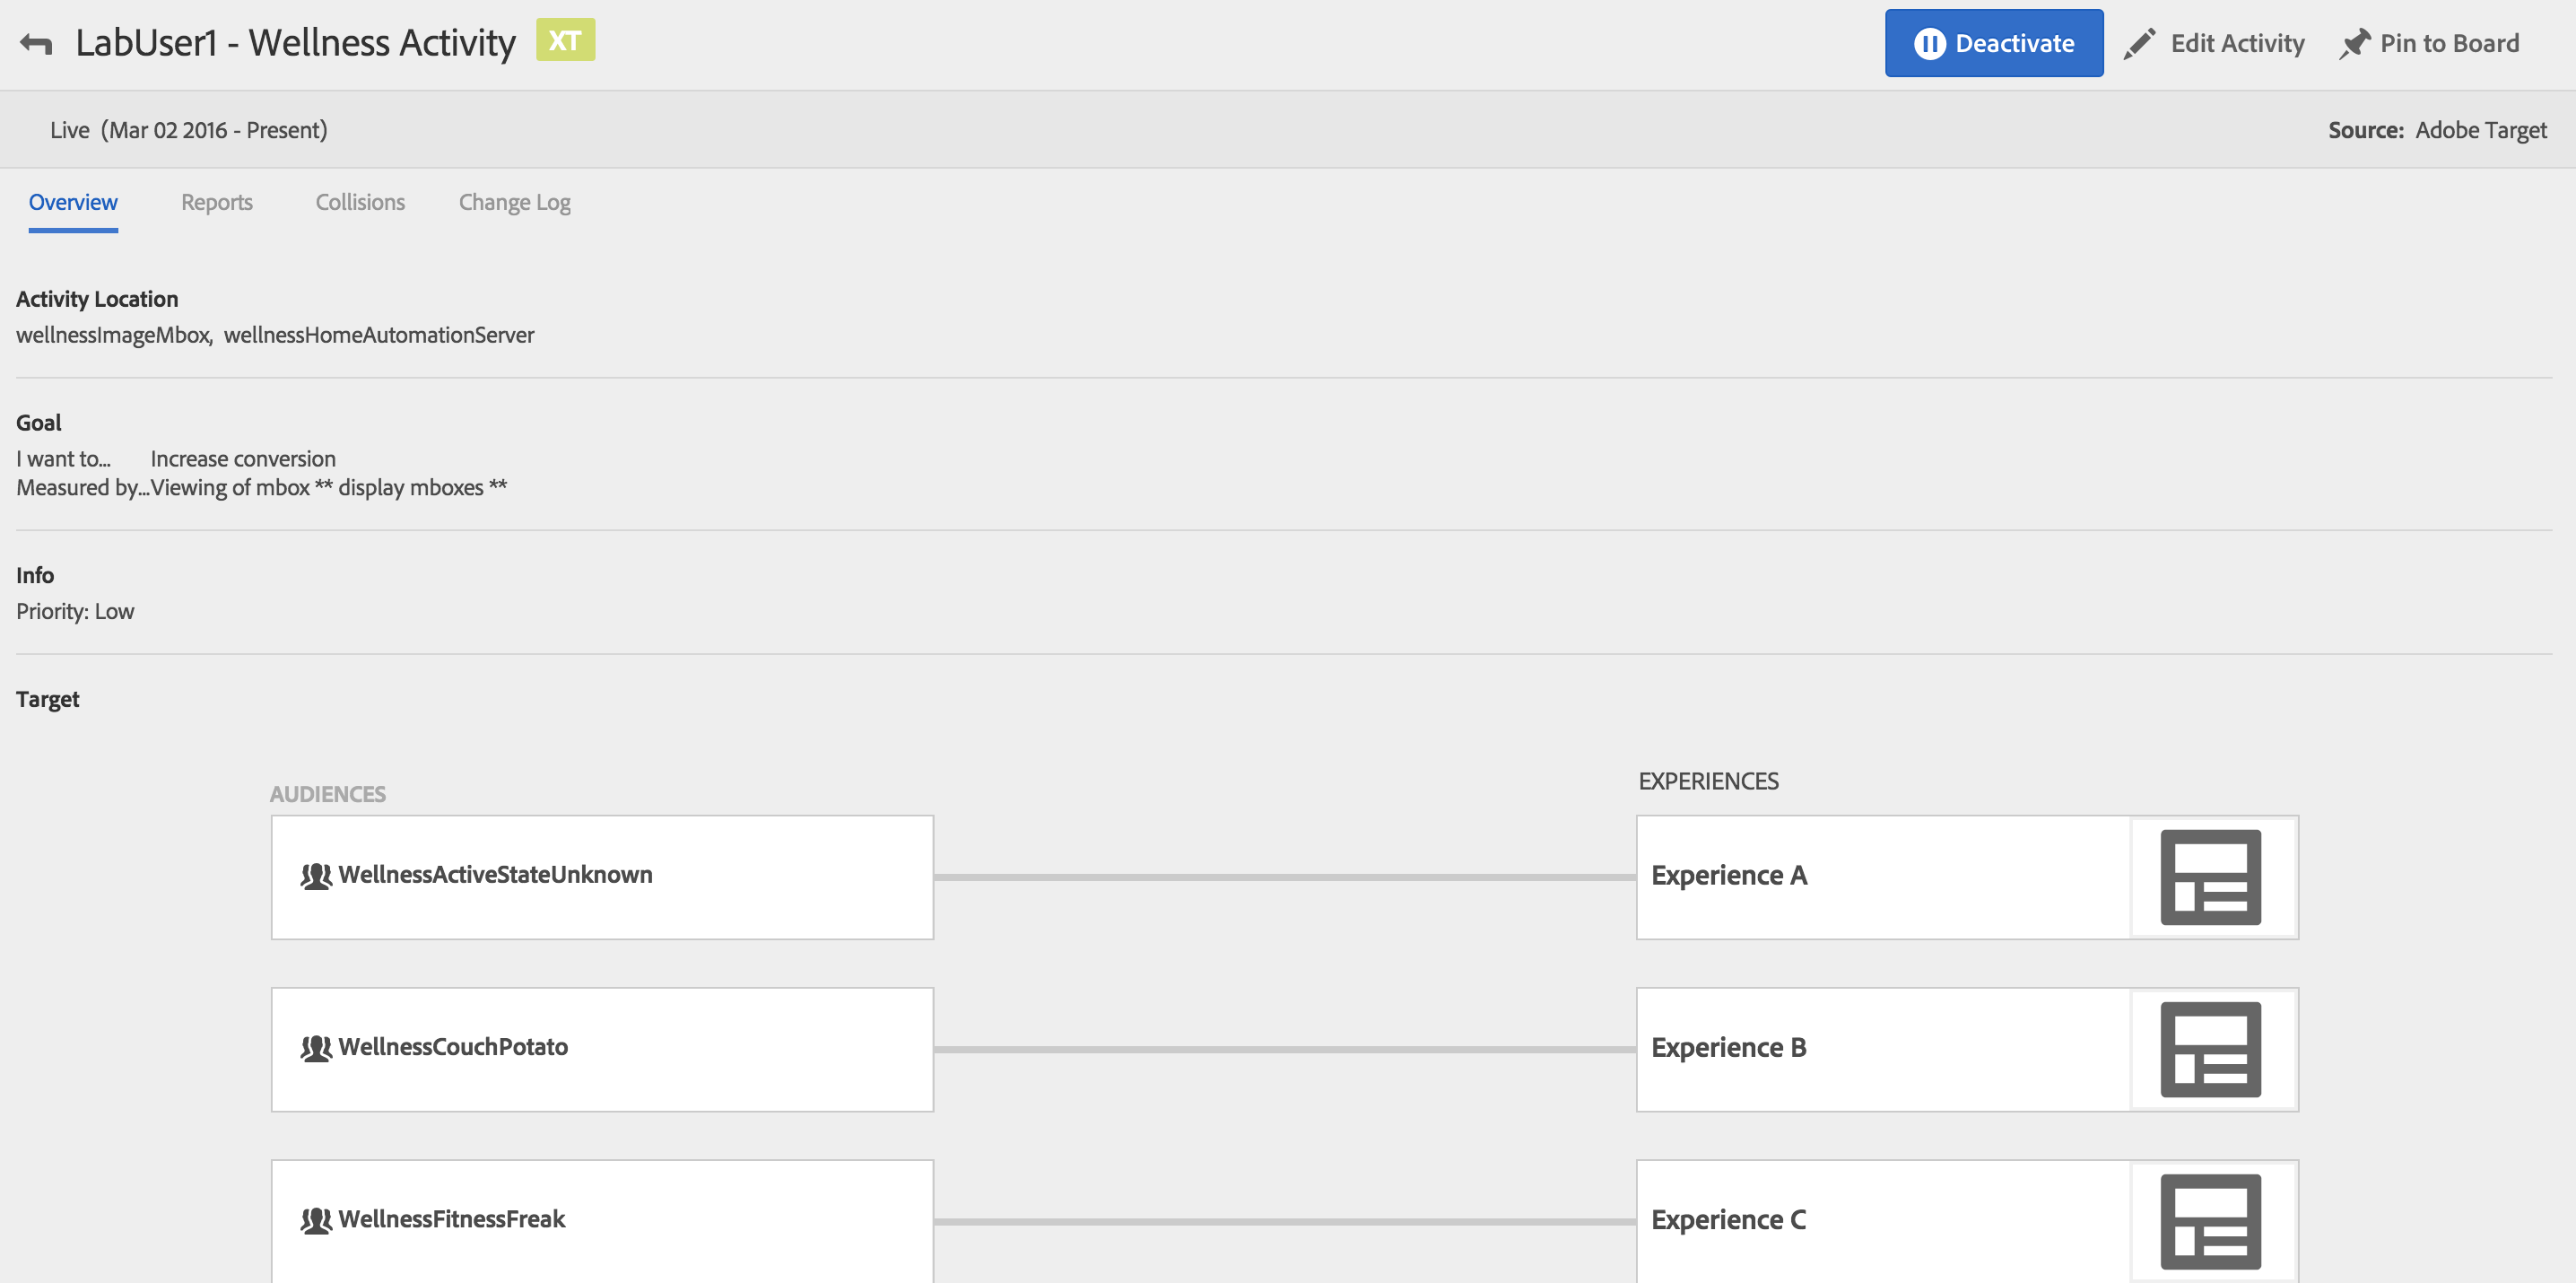 LabUser1 - Wellness Activity XT
Deactivate Edit Activity Pin to Board
Live (Mar 02 2016 - Present) Source: Adobe Target
Overview Reports Collisions Change Log
Activity Location
wellnessImageMbox, wellnessHomeAutomationServer
Goal
I want to... Increase conversion
Measured by...Viewing of mbox ** display mboxes **
Info
Priority: Low
Target
AUDIENCES EXPERIENCES
WellnessActiveStateUnknown Experience A
WellnessCouchPotato Experience B
WellnessFitnessFreak Experience C